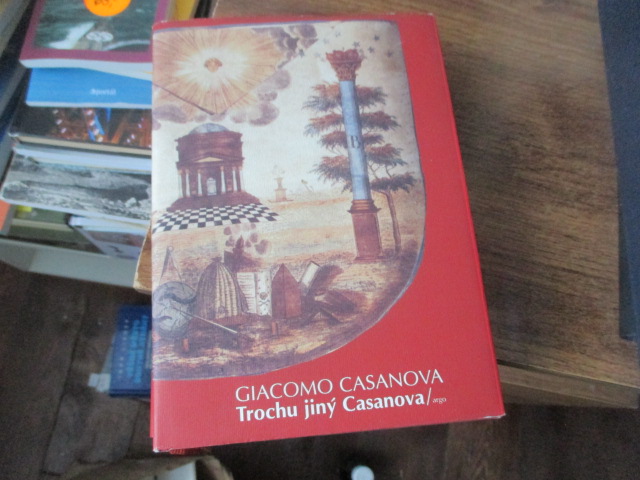 GIACOMO CASANOVA
Trochu jiný Casanova/argo
B